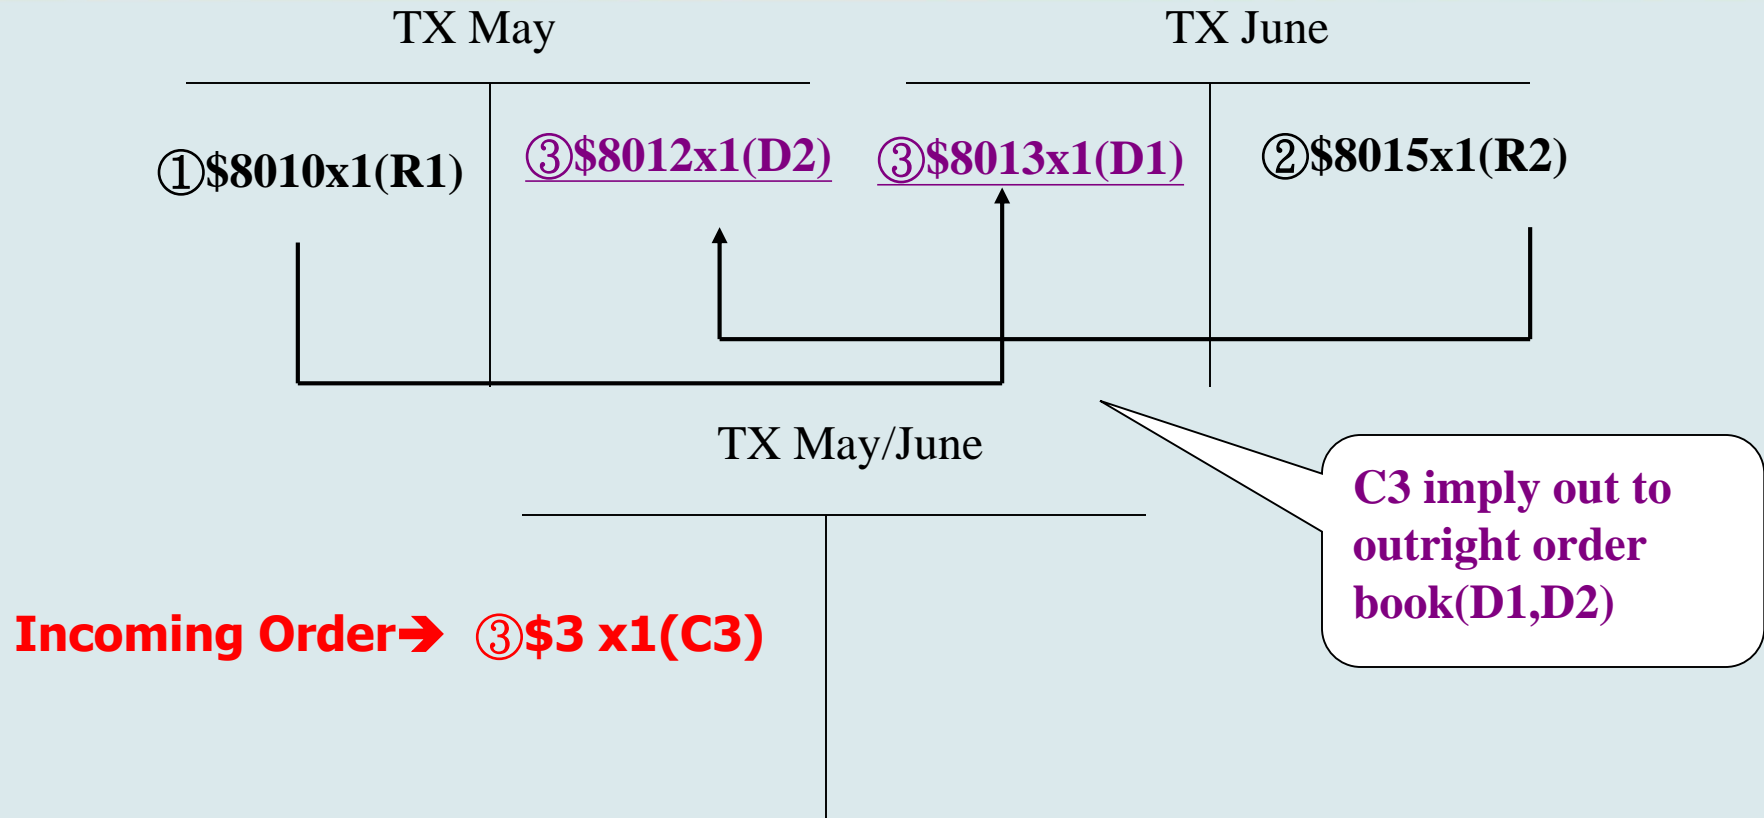 TX May
TX June
①$8010x1(R1)
③$8012x1(D2)
③$8013x1(D1)
②$8015x1(R2)
TX May/June
C3 imply out to
outright order
book(D1,D2)
Incoming Order➔ ③$3 x1(C3)